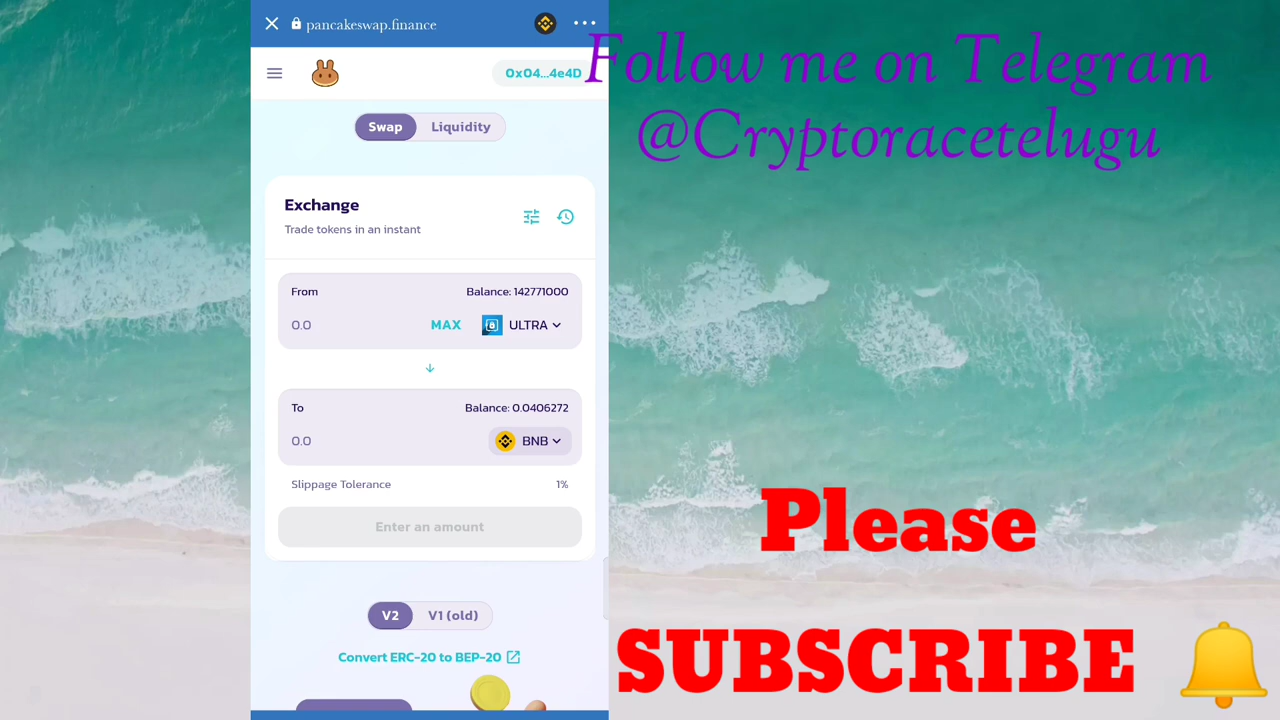 pancakeswap.finance
0x04...4e4D
Follow me on Telegram
@Cryptoracetelugu
Swap Liquidity
Exchange
Trade tokens in an instant
From Balance: 142771000
0.0 MAX ULTRA
To Balance: 0.0406272
0.0 BNB
Slippage Tolerance 1%
Enter an amount
Please
V2 V1 (old)
Convert ERC-20 to BEP-20
SUBSCRIBE